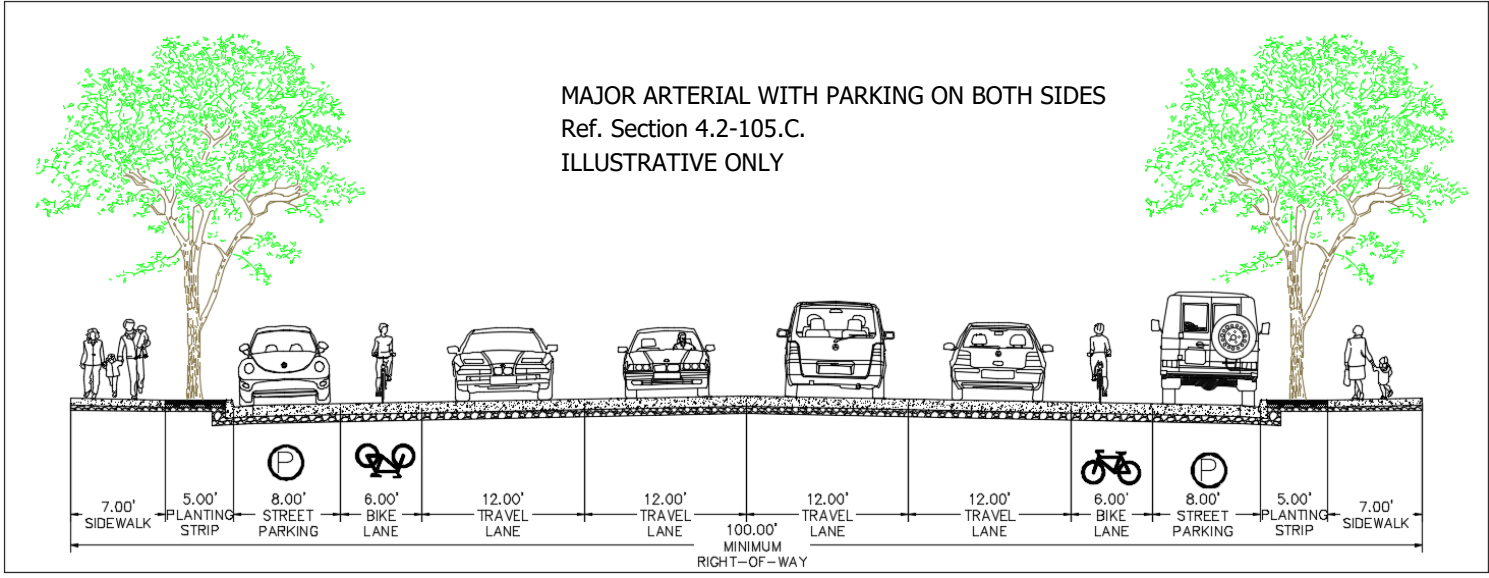 MAJOR ARTERIAL WITH PARKING ON BOTH SIDES
Ref. Section 4.2-105.C.
ILLUSTRATIVE ONLY
P
P
7.00'
SIDEWALK
5.00'
PLANTING
STRIP
8.00'
STREET
PARKING
6.00'
BIKE
LANE
12.00'
TRAVEL
LANE
12.00'
TRAVEL
LANE
12.00'
TRAVEL
LANE
12.00'
TRAVEL
LANE
6.00'
BIKE
LANE
8.00'
STREET
PARKING
5.00'
PLANTING
STRIP
7.00'
SIDEWALK
100.00'
MINIMUM
RIGHT-OF-WAY